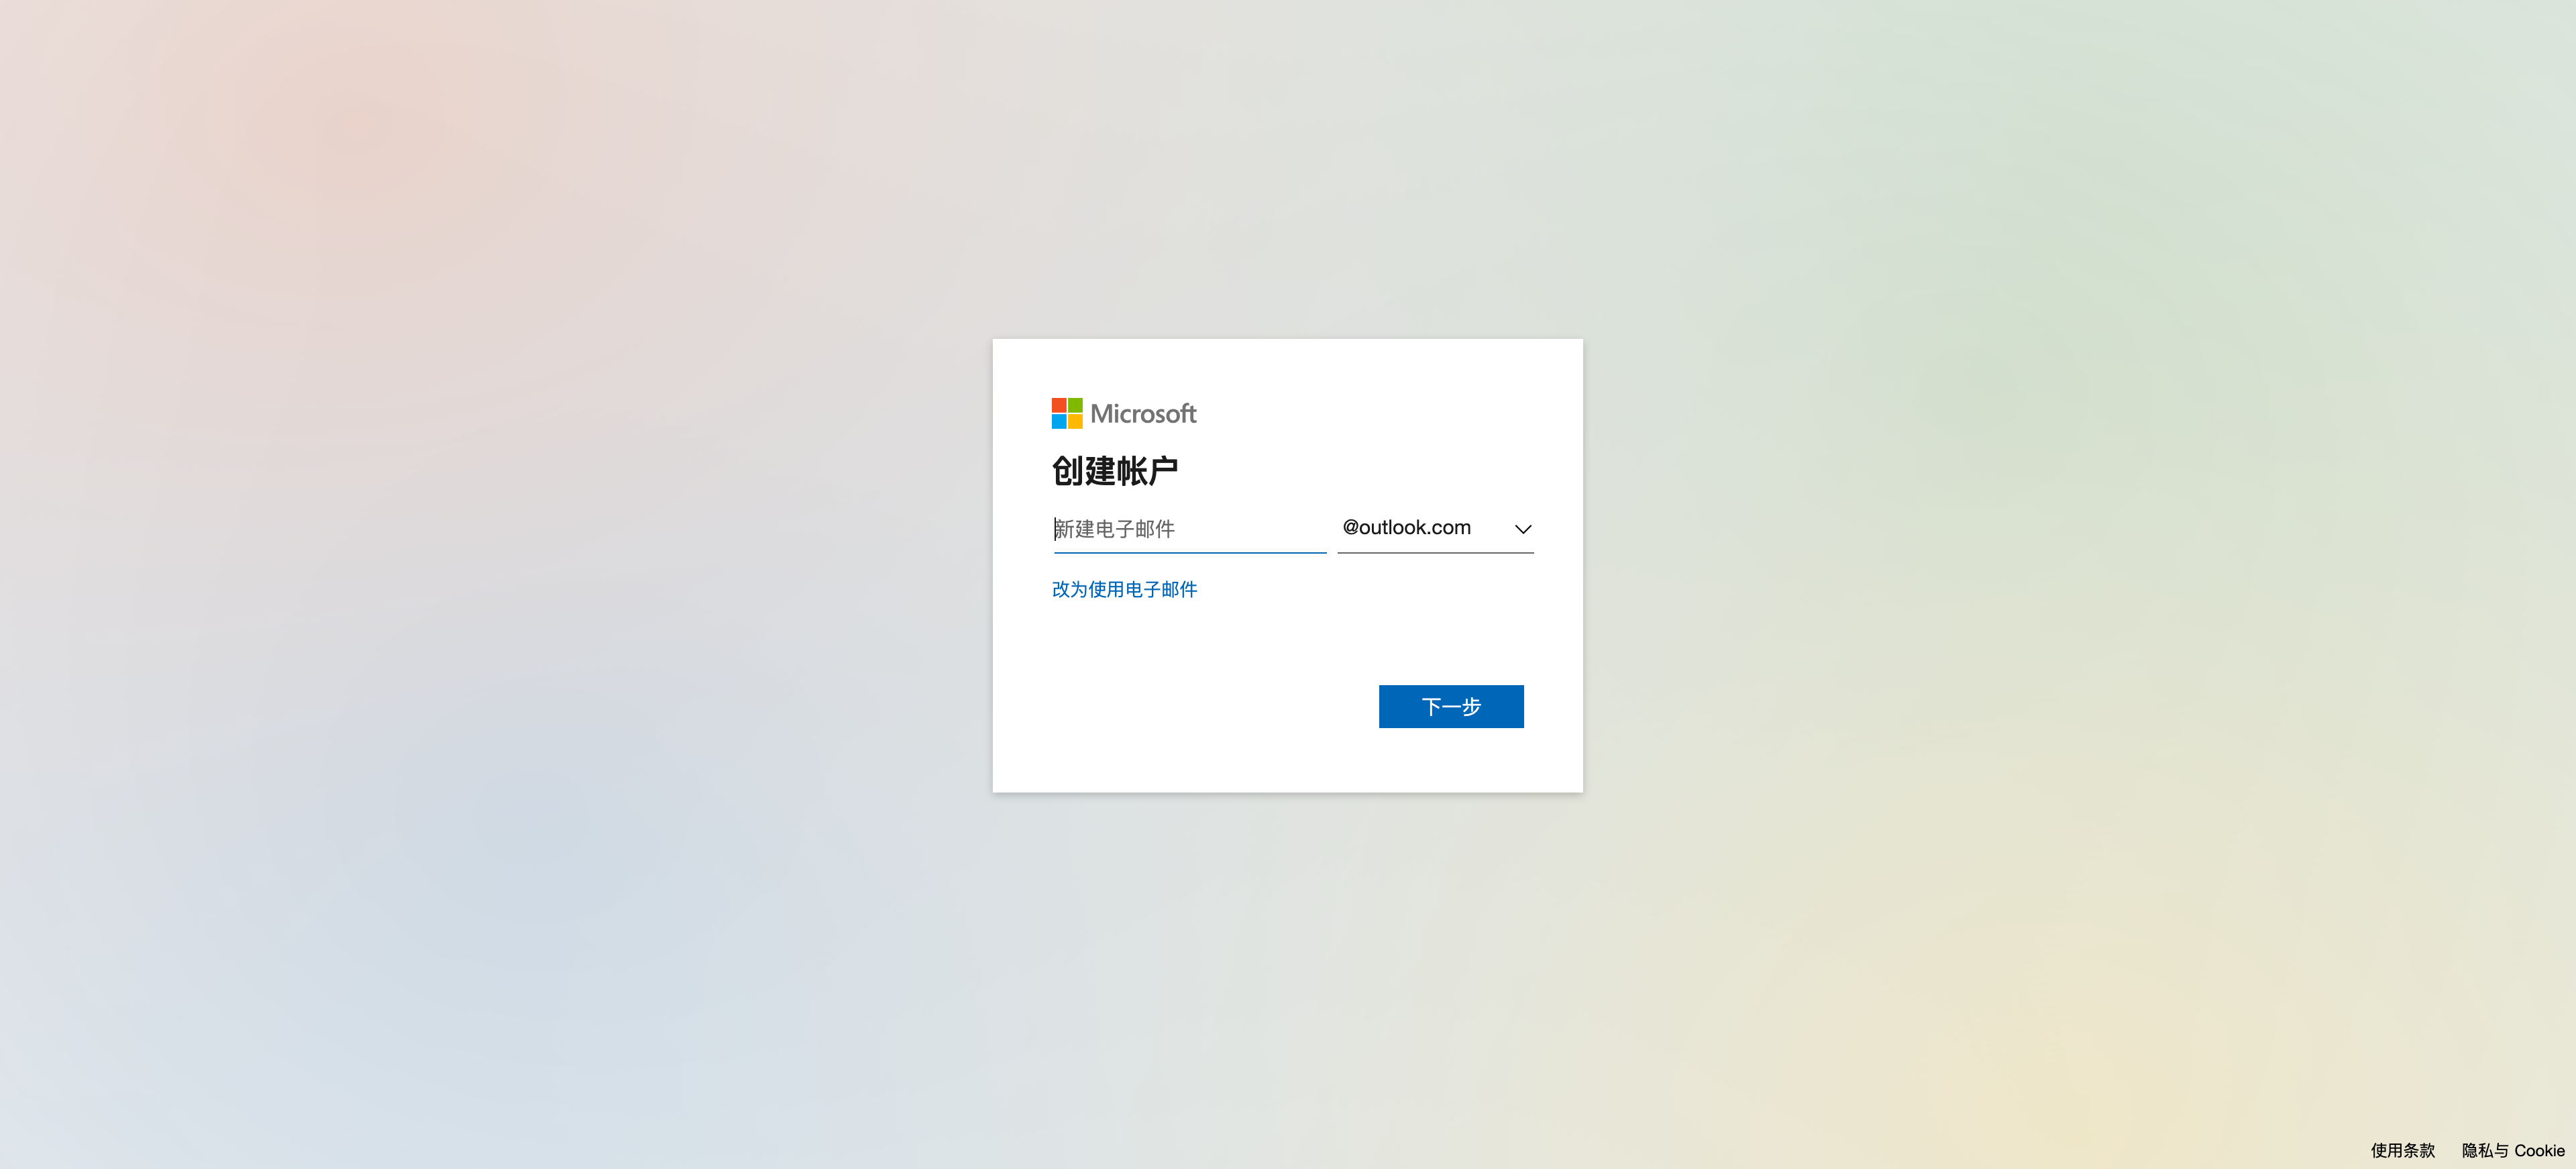 Microsoft
创建帐户
新建电子邮件 @outlook.com
改为使用电子邮件
下一步
使用条款 隐私与 Cookie